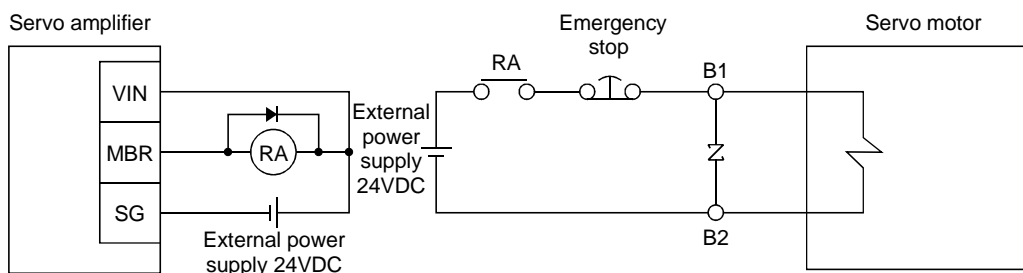 Servo amplifier
Emergency
stop
Servo motor
RA
B1
VIN
External
power
supply
24VDC
MBR
RA
SG
External power
supply 24VDC
B2